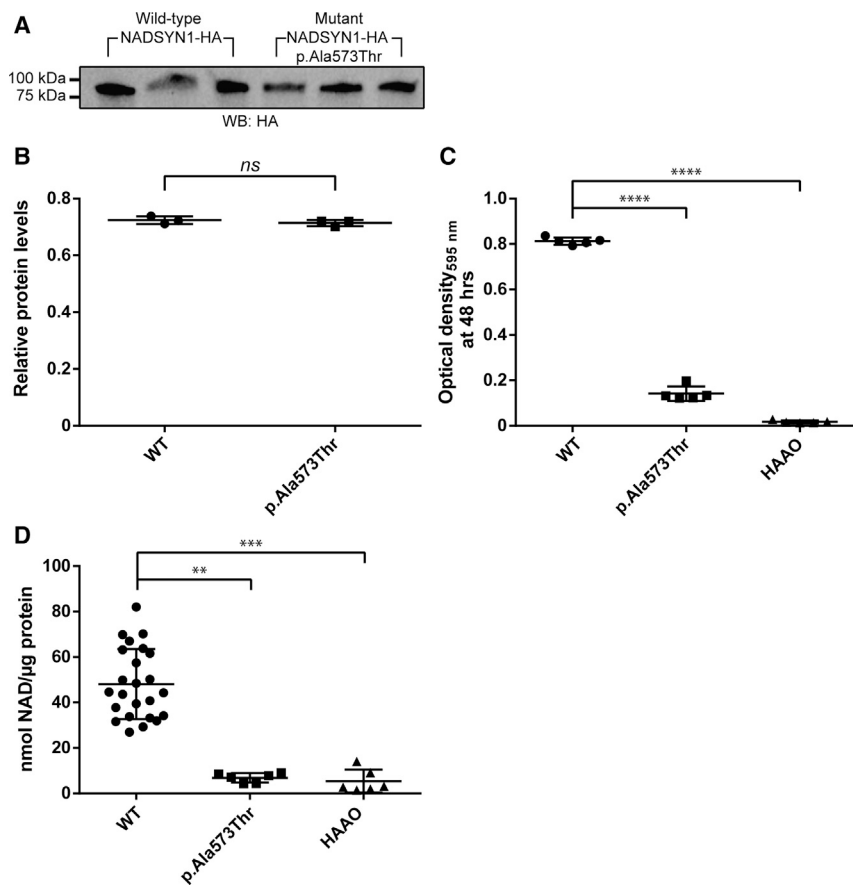 A
Wild-type
NADSYN1-HA
Mutant
NADSYN1-HA
p.Ala573Thr
100 kDa
75 kDa
WB: HA
B
ns
Relative protein levels
0.8
0.6
0.4
0.2
0
WT
p.Ala573Thr
C
****
****
Optical density595 nm
at 48 hrs
1.0
0.8
0.6
0.4
0.2
0
WT
p.Ala573Thr
HAAO
D
***
**
nmol NAD/µg protein
100
80
60
40
20
0
WT
p.Ala573Thr
HAAO